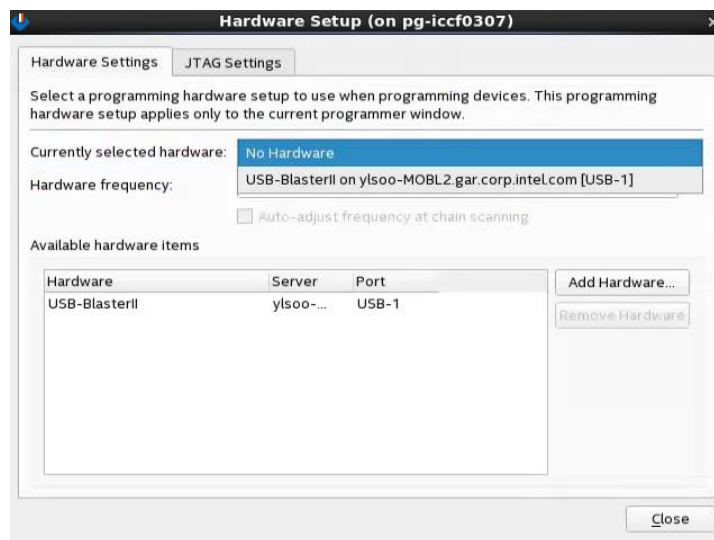 Hardware Setup (on pg-iccf0307)
Hardware Settings
JTAG Settings
Select a programming hardware setup to use when programming devices. This programming
hardware setup applies only to the current programmer window.
Currently selected hardware:
No Hardware
USB-BlasterII on ylsoo-MOBL2.gar.corp.intel.com [USB-1]
Hardware frequency:
Auto-adjust frequency at chain scanning
Available hardware items
Hardware Server Port
USB-BlasterII ylsoo-... USB-1
Add Hardware...
Remove Hardware
Close